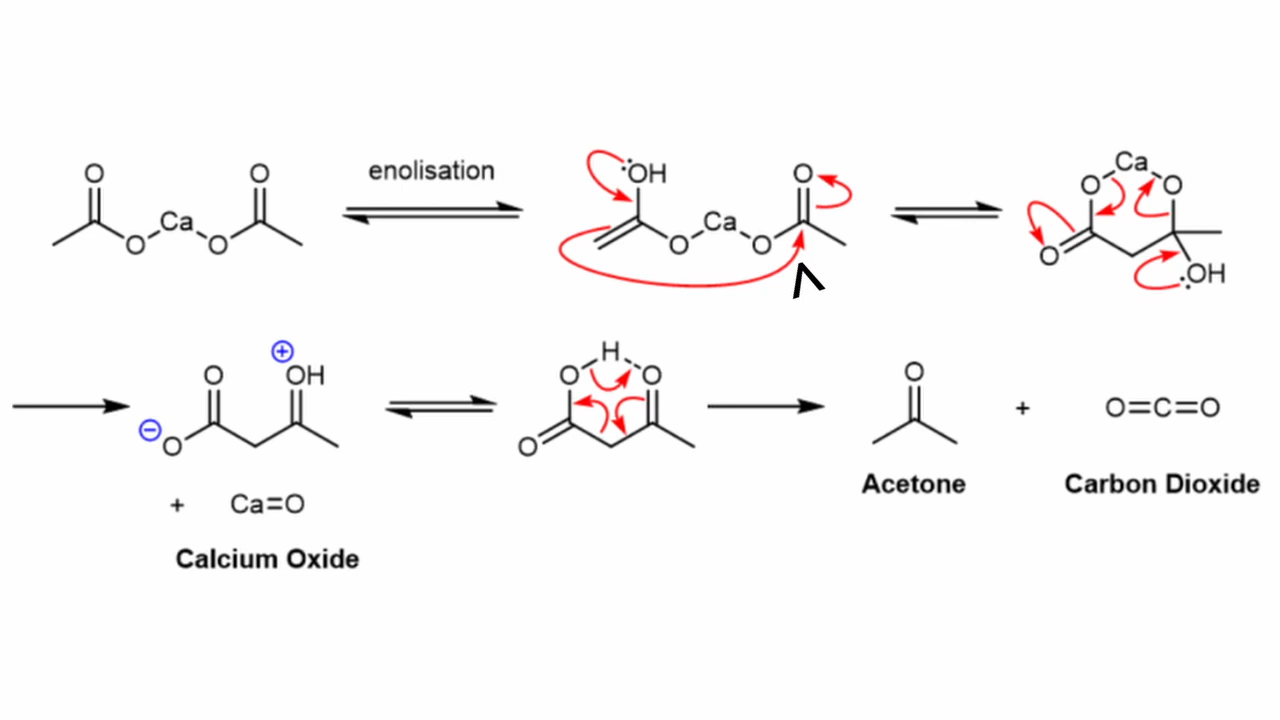 enolisation
O O :OH O Ca
O Ca O O Ca O O O
O :OH
⊕
O OH O H O O
⊖ O O + O=C=O
+ Ca=O Acetone Carbon Dioxide
Calcium Oxide